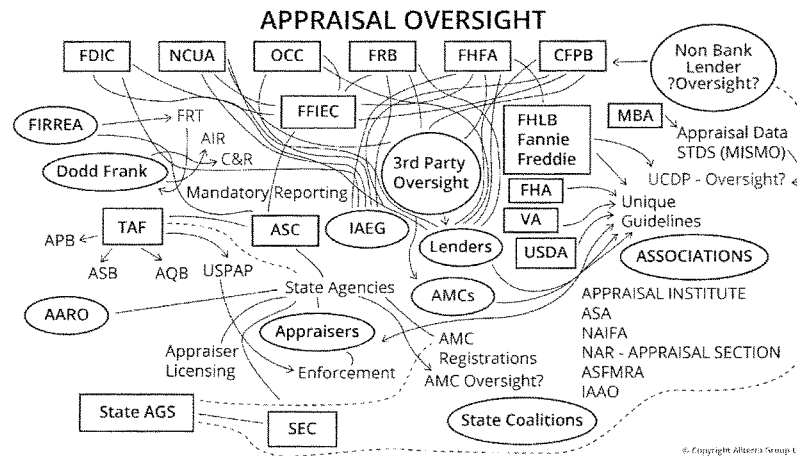 APPRAISAL OVERSIGHT
FDIC
NCUA
OCC
FRB
FHFA
CFPB
Non Bank
Lender
?Oversight?
FFIEC
FIRREA
FRT
AIR
C&R
Dodd Frank
Mandatory Reporting
3rd Party
Oversight
FHLB
Fannie
Freddie
MBA
Appraisal Data
STDS (MISMO)
UCDP - Oversight?
FHA
Unique
Guidelines
VA
USDA
TAF
ASC
IAEG
Lenders
APB
ASB
AQB
USPAP
ASSOCIATIONS
State Agencies
AMCs
AARO
Appraisers
APPRAISAL INSTITUTE
ASA
NAIFA
NAR - APPRAISAL SECTION
ASFMRA
IAAO
Appraiser
Licensing
Enforcement
AMC
Registrations
AMC Oversight?
State AGS
SEC
State Coalitions
© Copyright Allterra Group L